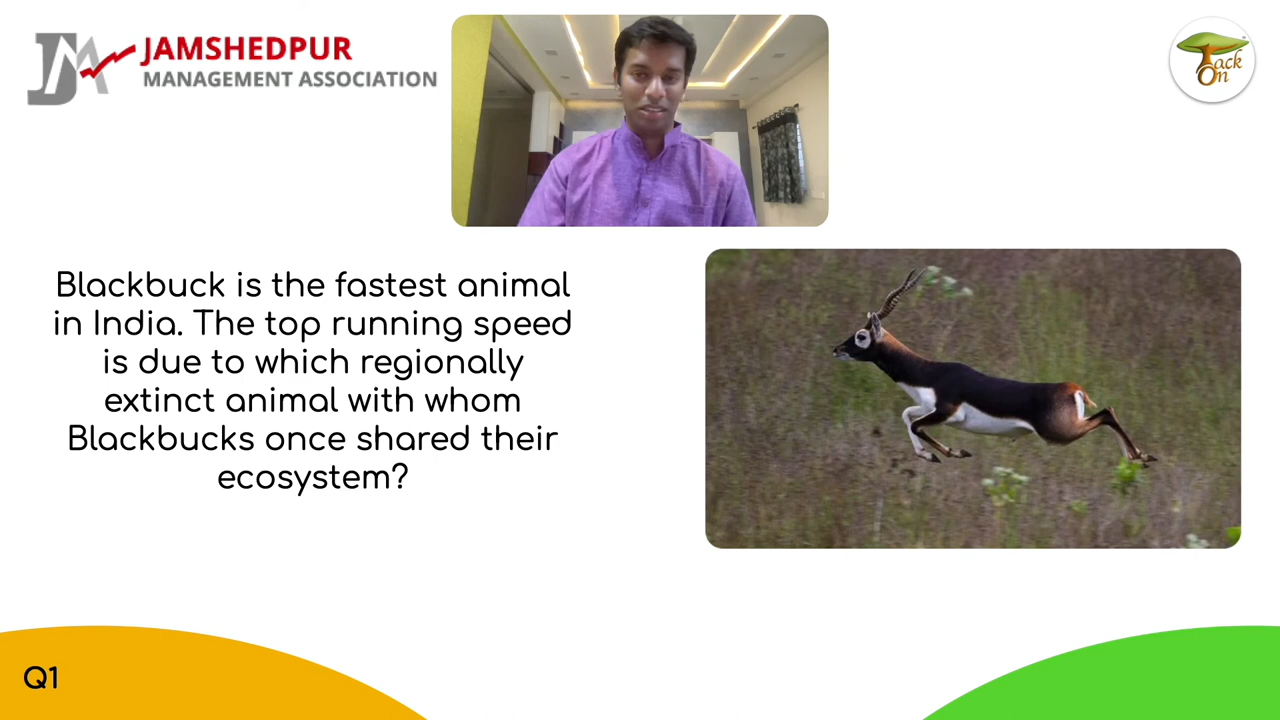 JAMSHEDPUR
MANAGEMENT ASSOCIATION
Tack
On
Blackbuck is the fastest animal
in India. The top running speed
is due to which regionally
extinct animal with whom
Blackbucks once shared their
ecosystem?
Q1